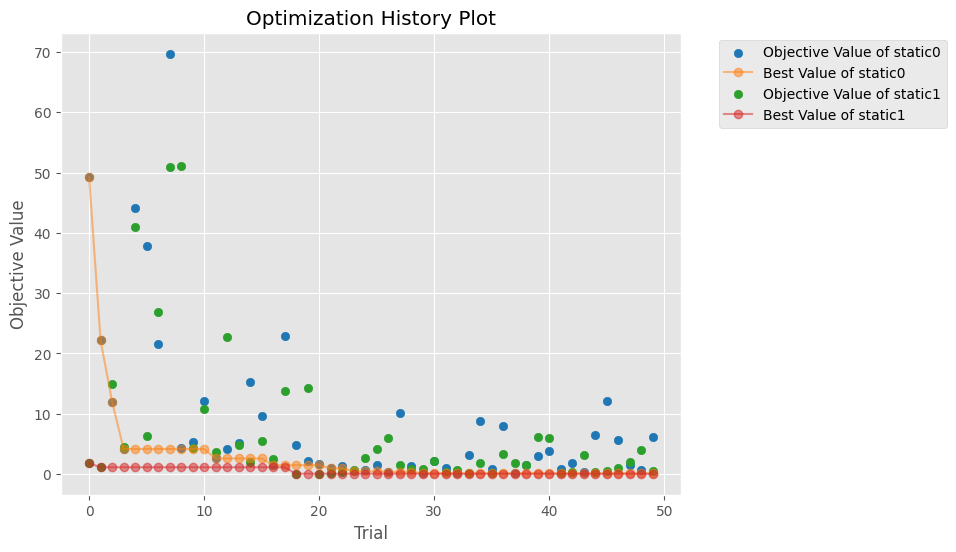 Optimization History Plot
Objective Value
70
60
50
40
30
20
10
0
0
10
20
30
40
50
Trial
Objective Value of static0
Best Value of static0
Objective Value of static1
Best Value of static1